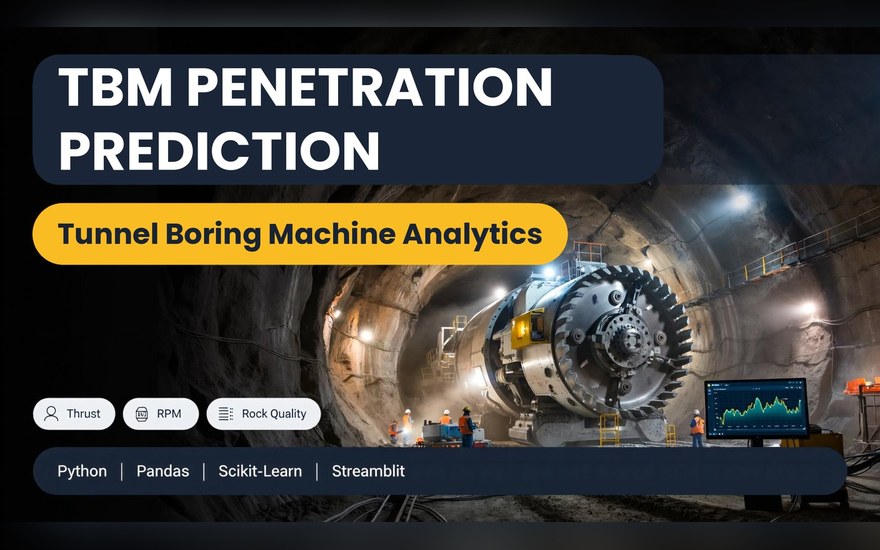 TBM PENETRATION
PREDICTION
Tunnel Boring Machine Analytics
Thrust
RPM
Rock Quality
Python | Pandas | Scikit-Learn | Streamblit